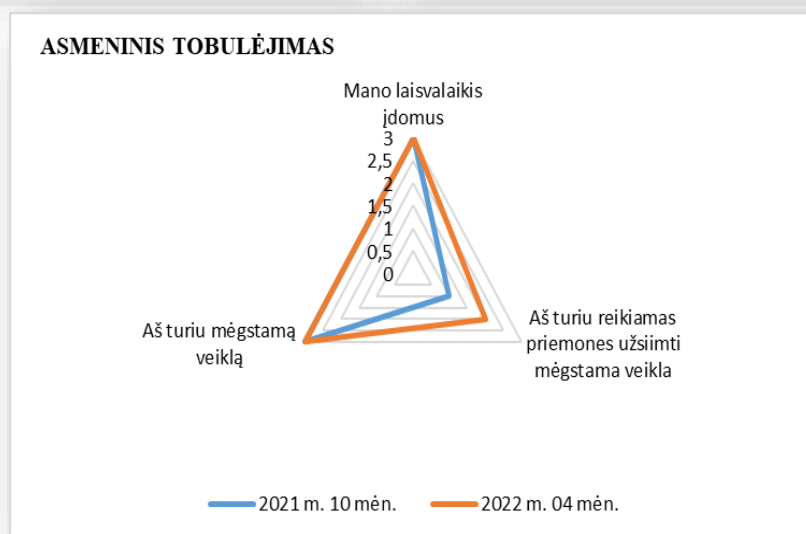 ASMENINIS TOBULĖJIMAS
Mano laisvalaikis
įdomus
3
2,5
2
1,5
1
0,5
0
Aš turiu reikiamas
priemones užsiimti
mėgstama veikla
Aš turiu mėgstamą
veiklą
2021 m. 10 mėn.
2022 m. 04 mėn.